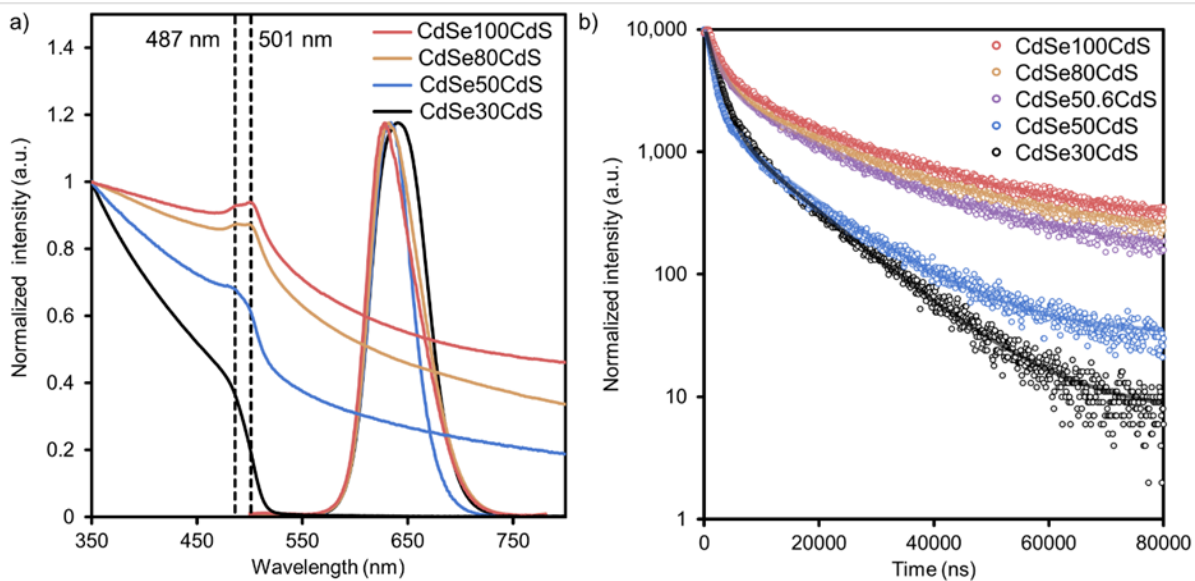 a)
487 nm
501 nm
CdSe100CdS
CdSe80CdS
CdSe50CdS
CdSe30CdS
1.4
1.2
1
0.8
0.6
0.4
0.2
0
Normalized intensity (a.u.)
350
450
550
650
750
Wavelength (nm)
b)
CdSe100CdS
CdSe80CdS
CdSe50.6CdS
CdSe50CdS
CdSe30CdS
10,000
1,000
100
10
1
Normalized intensity (a.u.)
0
20000
40000
60000
80000
Time (ns)